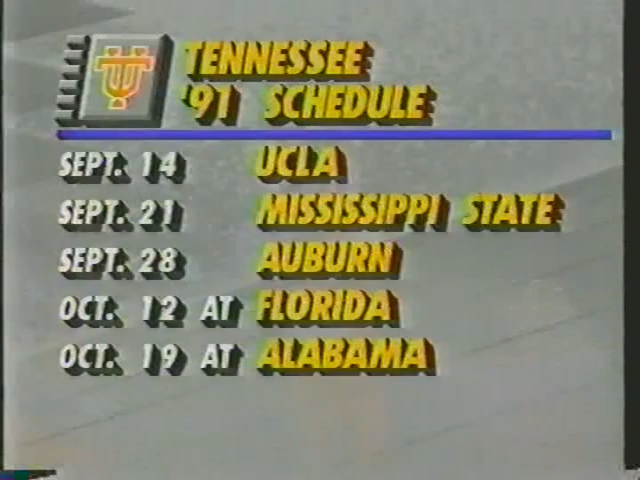 UT
TENNESSEE
'91 SCHEDULE
SEPT. 14 UCLA
SEPT. 21 MISSISSIPPI STATE
SEPT. 28 AUBURN
OCT. 12 AT FLORIDA
OCT. 19 AT ALABAMA